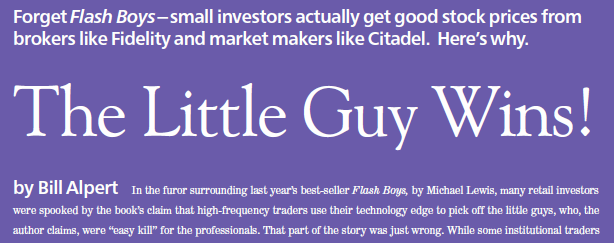 Forget Flash Boys—small investors actually get good stock prices from
brokers like Fidelity and market makers like Citadel. Here's why.
The Little Guy Wins!
by Bill Alpert In the furor surrounding last year's best-seller Flash Boys, by Michael Lewis, many retail investors
were spooked by the book's claim that high-frequency traders use their technology edge to pick off the little guys, who, the
author claims, were “easy kill” for the professionals. That part of the story was just wrong. While some institutional traders